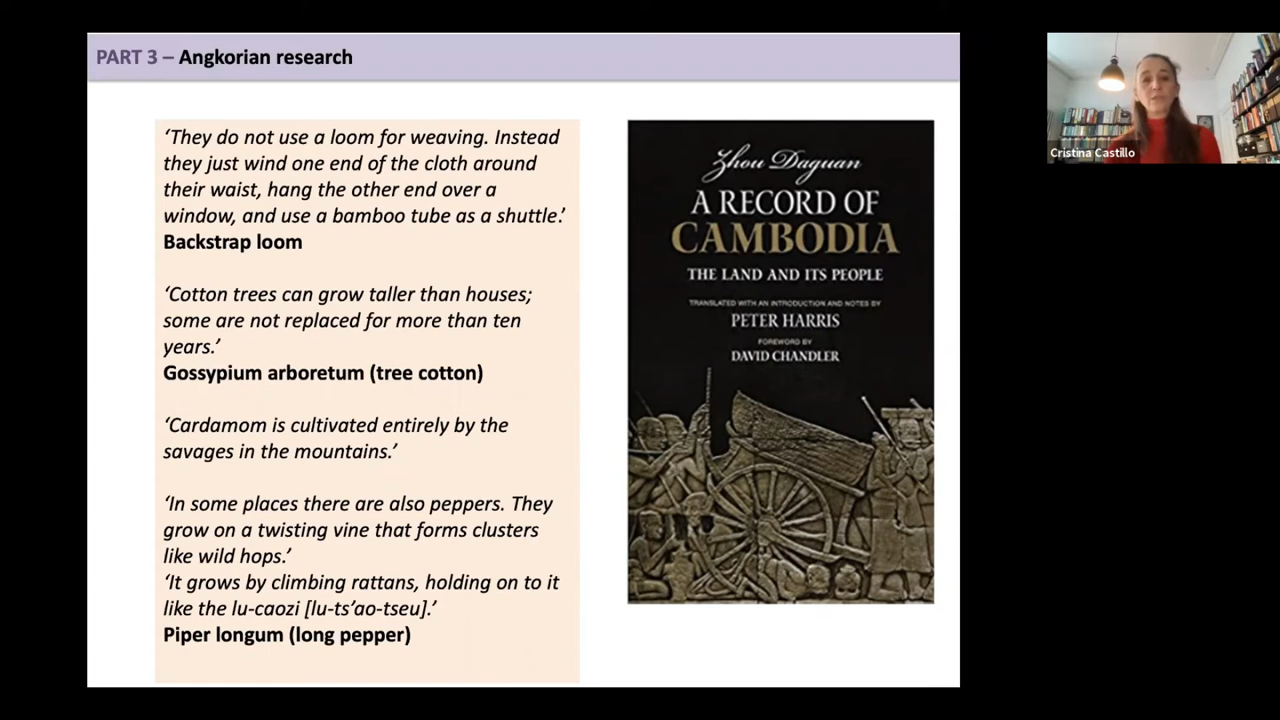 PART 3 – Angkorian research
‘They do not use a loom for weaving. Instead
they just wind one end of the cloth around
their waist, hang the other end over a
window, and use a bamboo tube as a shuttle.’
Backstrap loom
‘Cotton trees can grow taller than houses;
some are not replaced for more than ten
years.’
Gossypium arboretum (tree cotton)
‘Cardamom is cultivated entirely by the
savages in the mountains.’
‘In some places there are also peppers. They
grow on a twisting vine that forms clusters
like wild hops.’
‘It grows by climbing rattans, holding on to it
like the lu-caozi [lu-ts’ao-tseu].’
Piper longum (long pepper)
Zhou Daguan
A RECORD OF
CAMBODIA
THE LAND AND ITS PEOPLE
TRANSLATED WITH AN INTRODUCTION AND NOTES BY
PETER HARRIS
FOREWORD BY
DAVID CHANDLER
Cristina Castillo